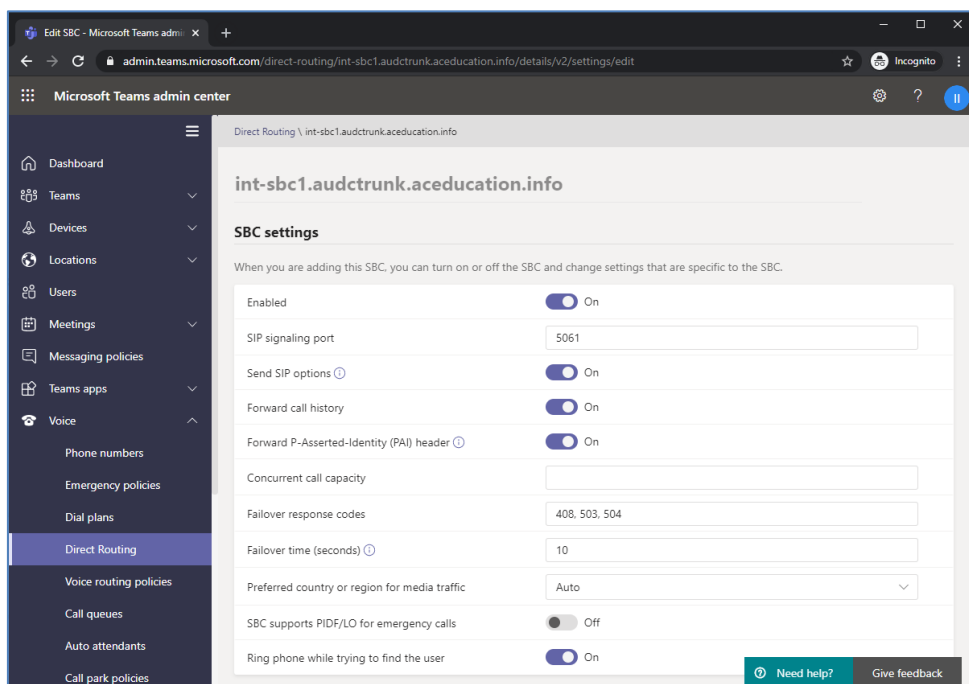 Edit SBC - Microsoft Teams admi
admin.teams.microsoft.com/direct-routing/int-sbc1.audctrunk.aceducation.info/details/v2/settings/edit
Incognito
Microsoft Teams admin center
II
Dashboard
Teams
Devices
Locations
Users
Meetings
Messaging policies
Teams apps
Voice
Phone numbers
Emergency policies
Dial plans
Direct Routing
Voice routing policies
Call queues
Auto attendants
Call park policies
Direct Routing \ int-sbc1.audctrunk.aceducation.info
int-sbc1.audctrunk.aceducation.info
SBC settings
When you are adding this SBC, you can turn on or off the SBC and change settings that are specific to the SBC.
Enabled On
SIP signaling port 5061
Send SIP options On
Forward call history On
Forward P-Asserted-Identity (PAI) header On
Concurrent call capacity
Failover response codes 408, 503, 504
Failover time (seconds) 10
Preferred country or region for media traffic Auto
SBC supports PIDF/LO for emergency calls Off
Ring phone while trying to find the user On
Need help? Give feedback